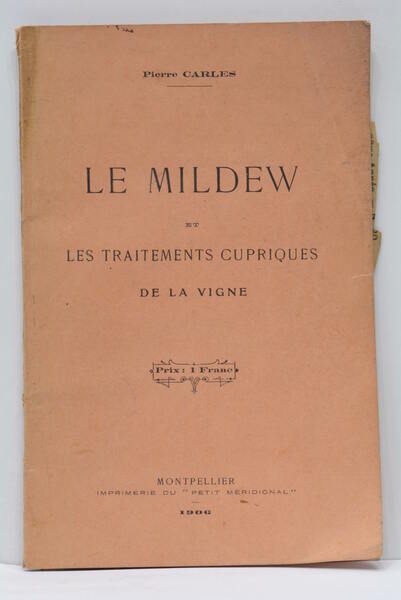 Pierre CARLES
LE MILDEW
ET
LES TRAITEMENTS CUPRIQUES
DE LA VIGNE
Prix : 1 Franc
MONTPELLIER
IMPRIMERIE DU "PETIT MÉRIDIONAL"
1906